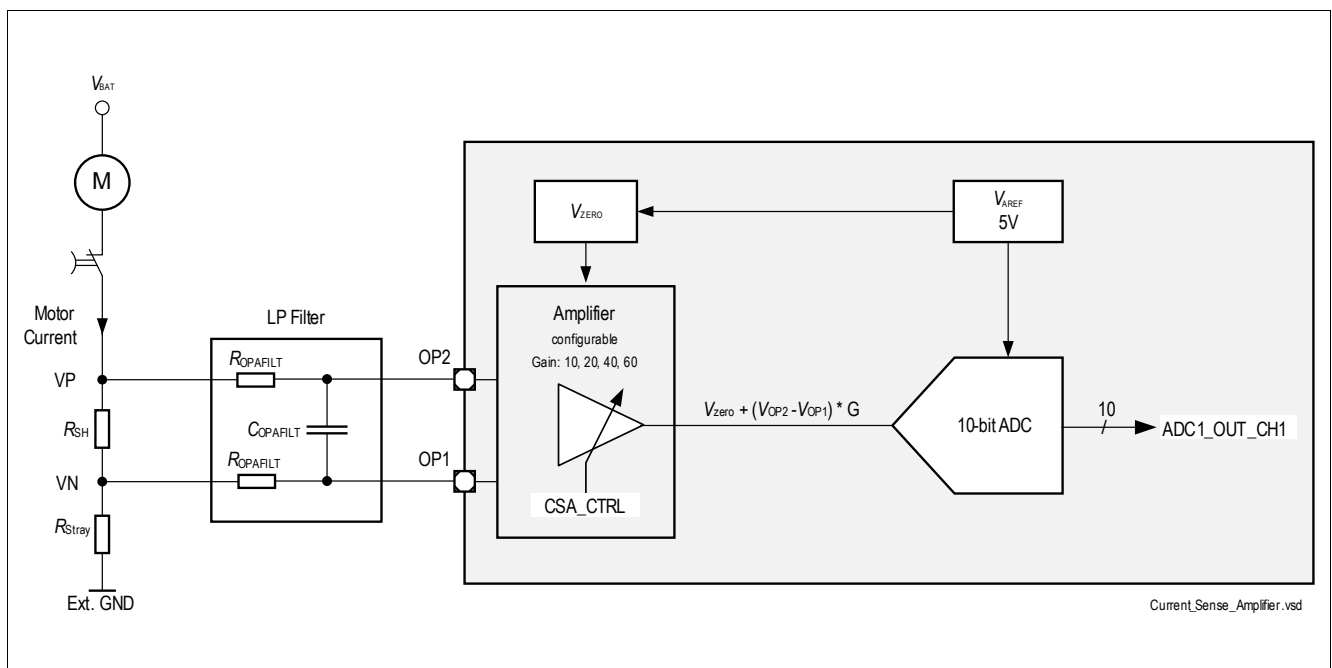 VBAT
M
Motor
Current
VP
RSH
VN
RStray
Ext. GND
LP Filter
ROPAFILT
COPAFILT
ROPAFILT
OP2
OP1
VZERO
VAREF
5V
Amplifier
configurable
Gain: 10, 20, 40, 60
CSA_CTRL
Vzero + (VOP2 -VOP1) * G
10-bit ADC
10
ADC1_OUT_CH1
Current_Sense_Amplifier.vsd